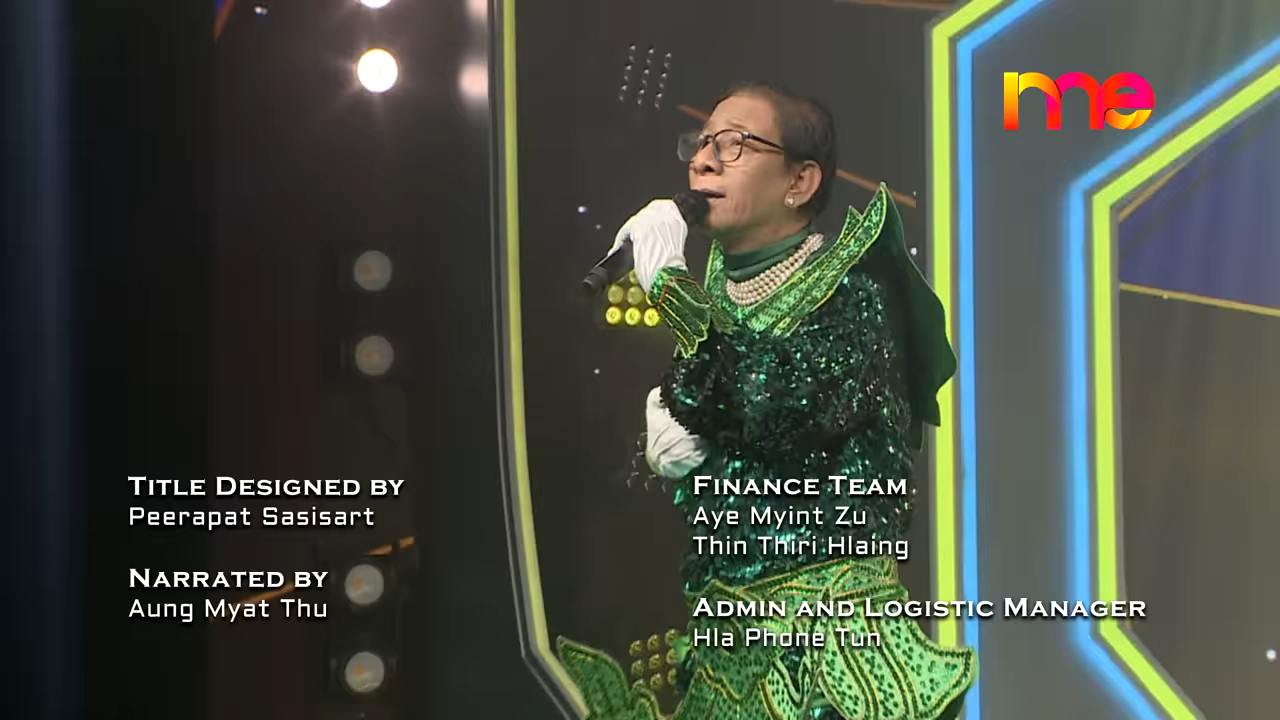 me
Title Designed by
Peerapat Sasisart
Narrated by
Aung Myat Thu
Finance Team
Aye Myint Zu
Thin Thiri Hlaing
Admin and Logistic Manager
Hla Phone Tun